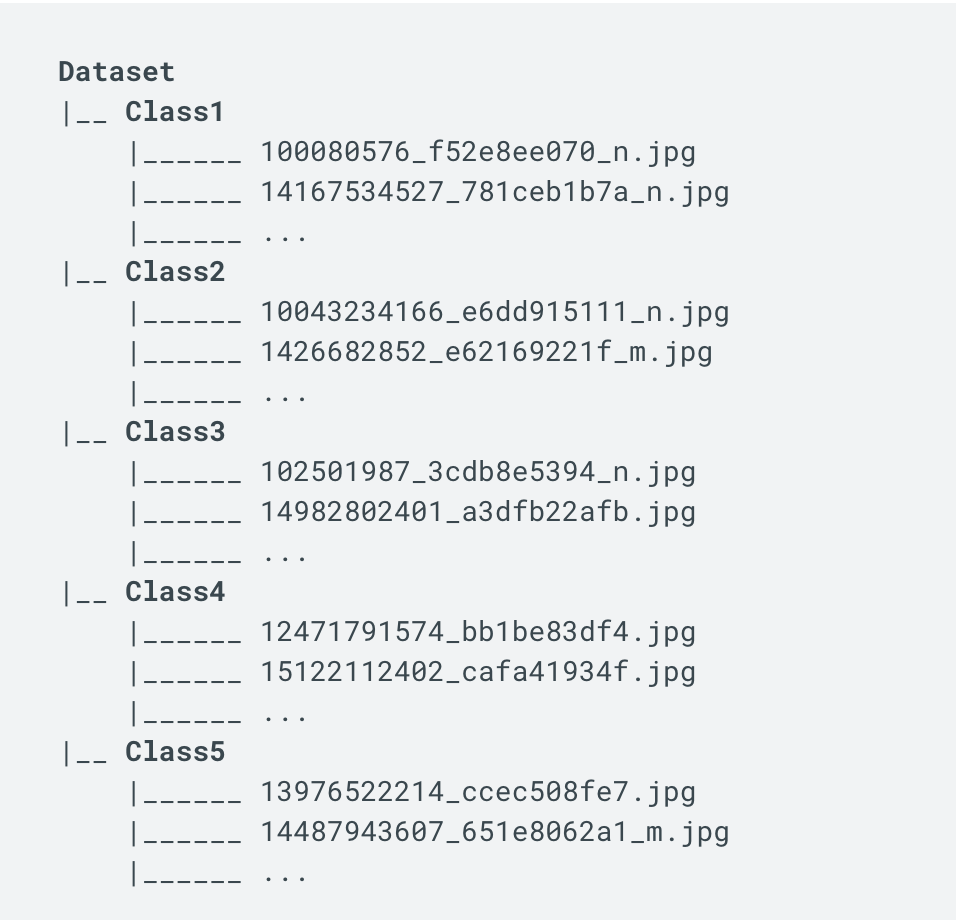 Dataset
|__ Class1
    |______ 100080576_f52e8ee070_n.jpg
    |______ 14167534527_781ceb1b7a_n.jpg
    |______ ...
|__ Class2
    |______ 10043234166_e6dd915111_n.jpg
    |______ 1426682852_e62169221f_m.jpg
    |______ ...
|__ Class3
    |______ 102501987_3cdb8e5394_n.jpg
    |______ 14982802401_a3dfb22afb.jpg
    |______ ...
|__ Class4
    |______ 12471791574_bb1be83df4.jpg
    |______ 15122112402_cafa41934f.jpg
    |______ ...
|__ Class5
    |______ 13976522214_ccec508fe7.jpg
    |______ 14487943607_651e8062a1_m.jpg
    |______ ...